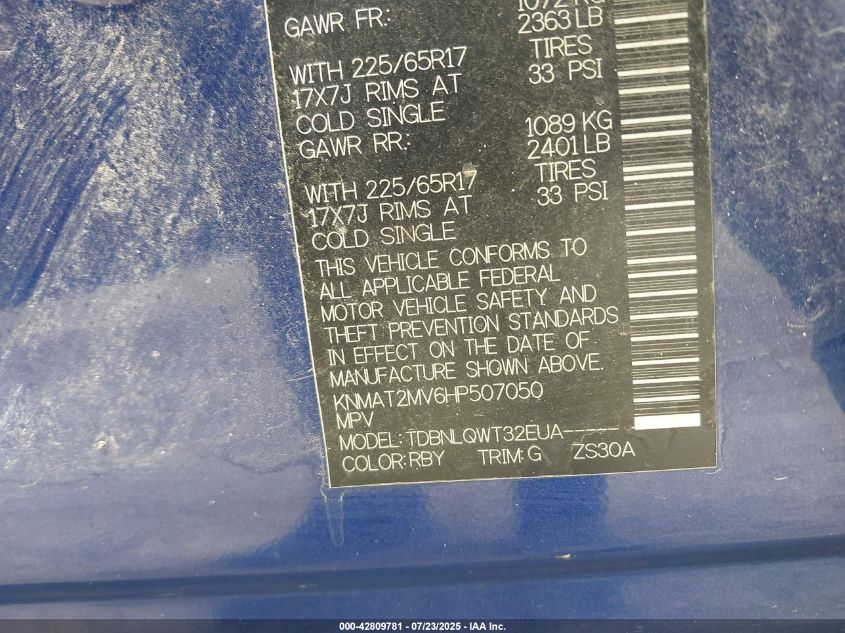 1072 KG
GAWR FR: 2363 LB
WITH 225/65R17 TIRES
17X7J RIMS AT 33 PSI
COLD SINGLE
1089 KG
GAWR RR: 2401 LB
WITH 225/65R17 TIRES
17X7J RIMS AT 33 PSI
COLD SINGLE
THIS VEHICLE CONFORMS TO
ALL APPLICABLE FEDERAL
MOTOR VEHICLE SAFETY AND
THEFT PREVENTION STANDARDS
IN EFFECT ON THE DATE OF
MANUFACTURE SHOWN ABOVE.
KNMAT2MV6HP507050
MPV
MODEL: TDBNLQWT32EUA-----
COLOR:RBY TRIM:G ZS30A
000-42809781 - 07/23/2025 - IAA Inc.